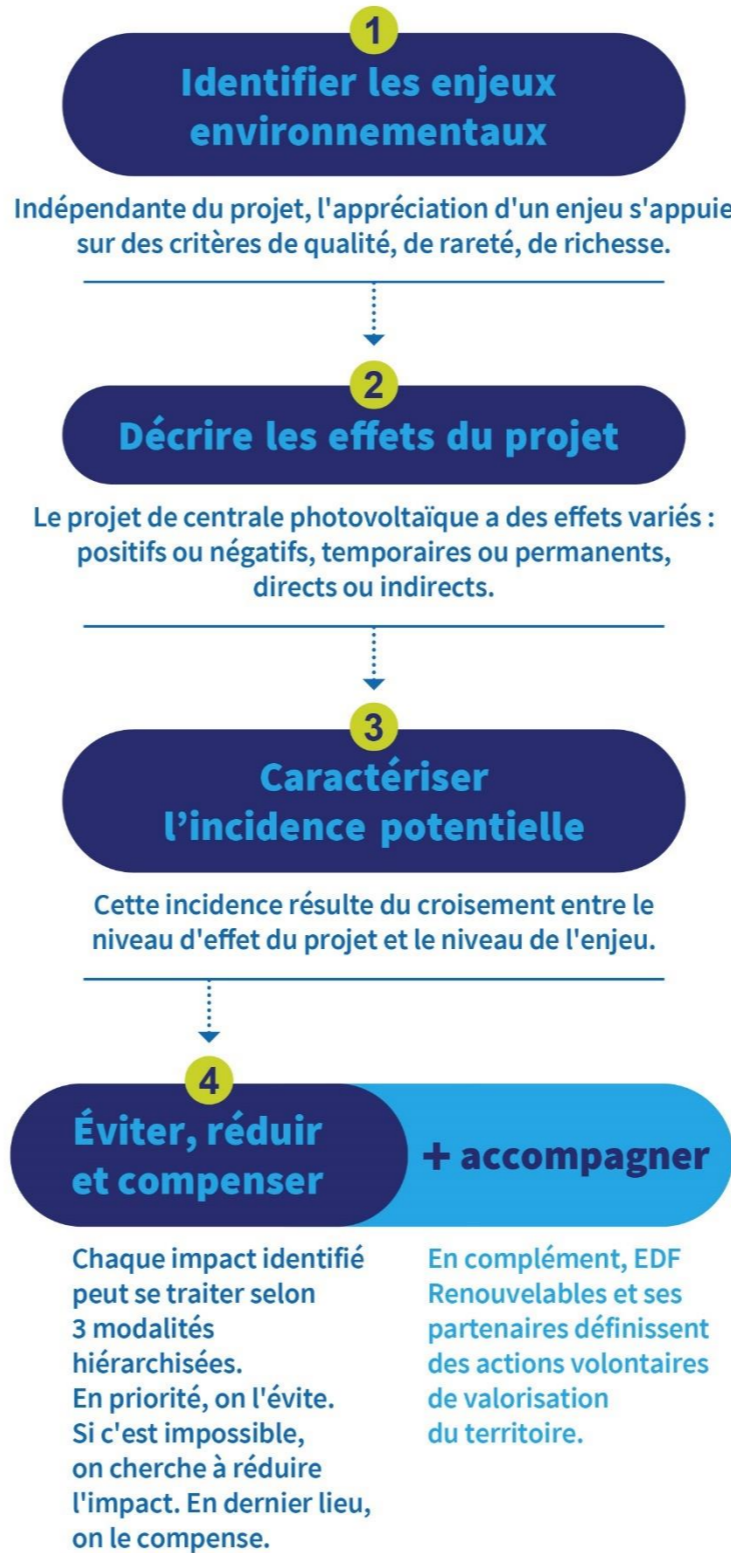 1
Identifier les enjeux
environnementaux
Indépendante du projet, l'appréciation d'un enjeu s'appuie
sur des critères de qualité, de rareté, de richesse.
2
Décrire les effets du projet
Le projet de centrale photovoltaïque a des effets variés :
positifs ou négatifs, temporaires ou permanents,
directs ou indirects.
3
Caractériser
l’incidence potentielle
Cette incidence résulte du croisement entre le
niveau d'effet du projet et le niveau de l'enjeu.
4
Éviter, réduire
et compenser
+ accompagner
Chaque impact identifié
peut se traiter selon
3 modalités
hiérarchisées.
En priorité, on l'évite.
Si c'est impossible,
on cherche à réduire
l'impact. En dernier lieu,
on le compense.
En complément, EDF
Renouvelables et ses
partenaires définissent
des actions volontaires
de valorisation
du territoire.